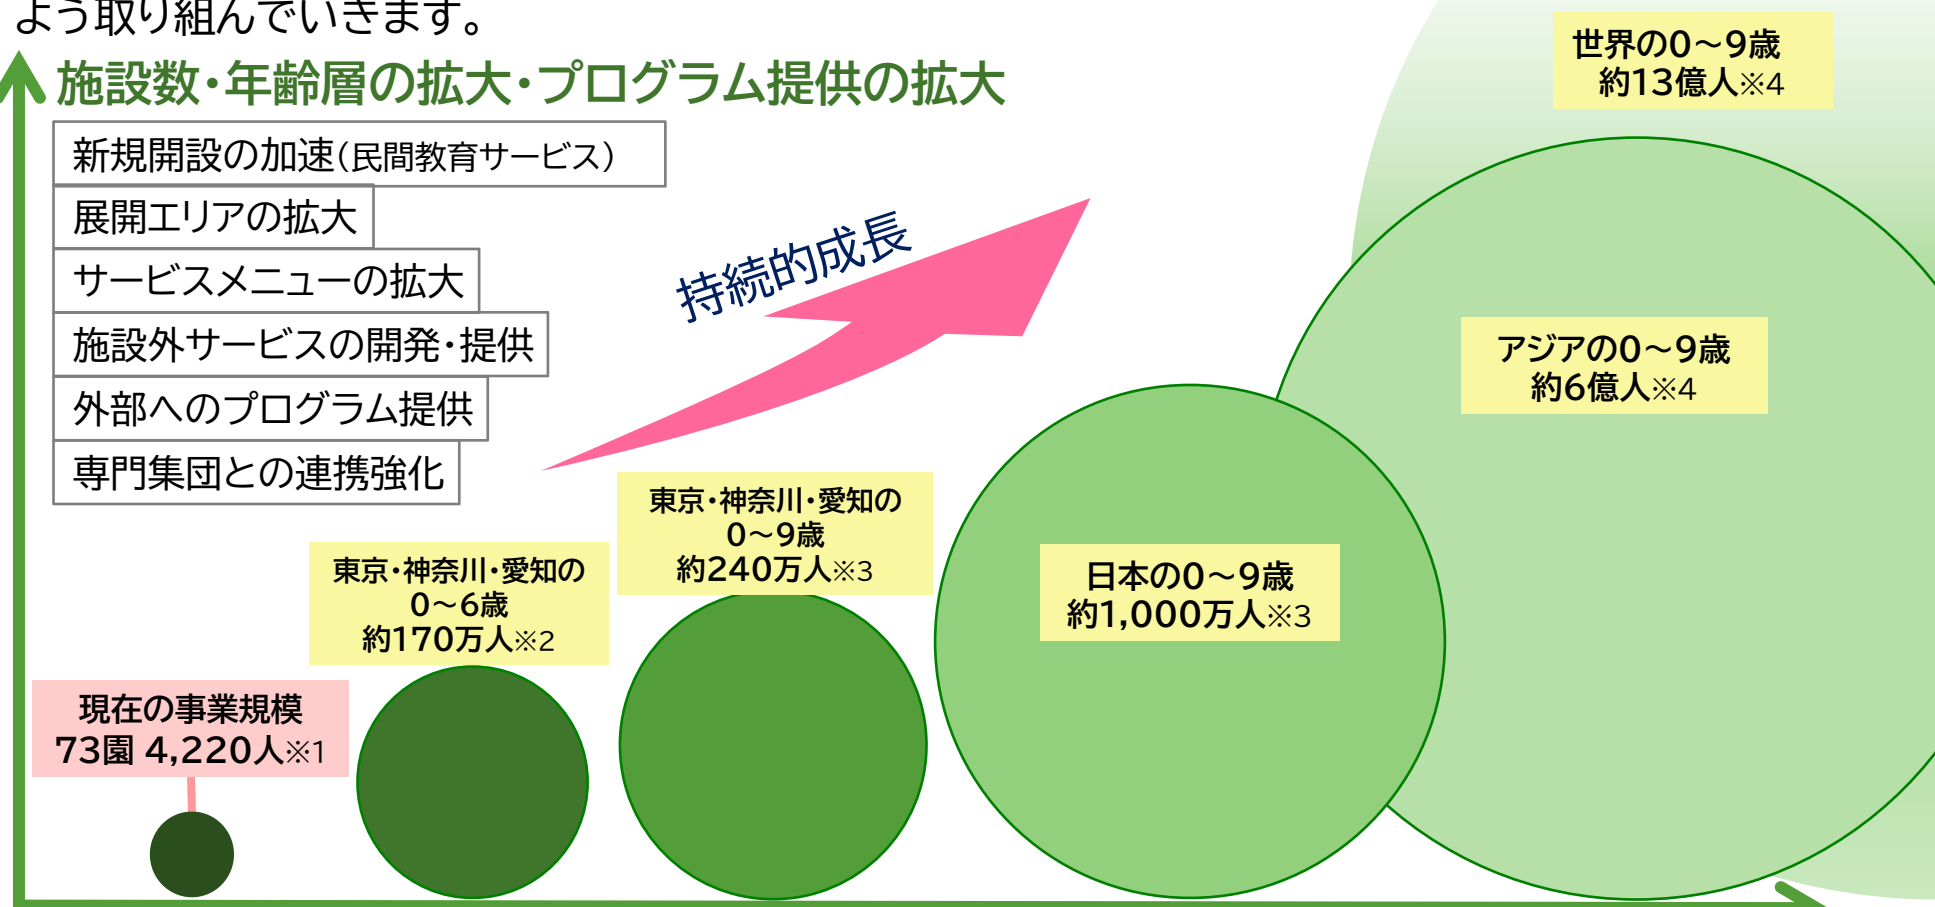 よう取り組んでいきます。
施設数・年齢層の拡大・プログラム提供の拡大
新規開設の加速(民間教育サービス)
展開エリアの拡大
サービスメニューの拡大
施設外サービスの開発・提供
外部へのプログラム提供
専門集団との連携強化
持続的成長
現在の事業規模
73園 4,220人※1
東京・神奈川・愛知の
0～6歳
約170万人※2
東京・神奈川・愛知の
0～9歳
約240万人※3
日本の0～9歳
約1,000万人※3
アジアの0～9歳
約6億人※4
世界の0～9歳
約13億人※4